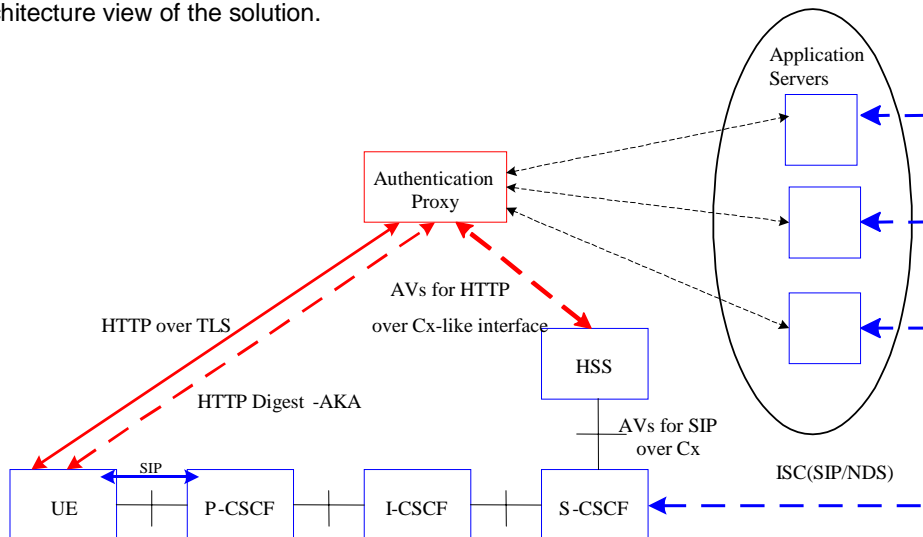 chitecture view of the solution.
Application
Servers
Authentication
Proxy
AVs for HTTP
over Cx-like interface
HTTP over TLS
HSS
HTTP Digest -AKA
AVs for SIP
over Cx
SIP
ISC(SIP/NDS)
UE
P-CSCF
I-CSCF
S-CSCF